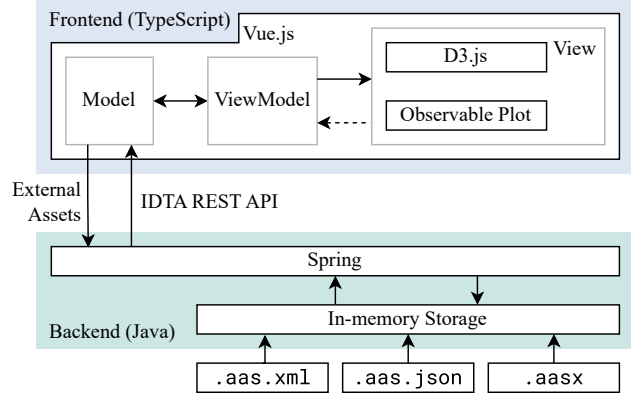 Frontend (TypeScript)
Vue.js
Model
ViewModel
View
D3.js
Observable Plot
External
Assets
IDTA REST API
Spring
In-memory Storage
Backend (Java)
.aas.xml
.aas.json
.aasx